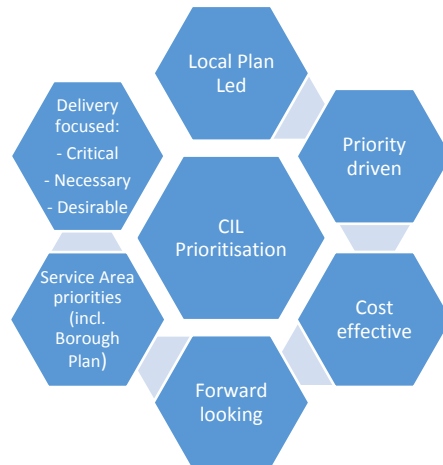 Local Plan
Led
Delivery
focused:
- Critical
- Necessary
- Desirable
Priority
driven
CIL
Prioritisation
Service Area
priorities
(incl.
Borough
Plan)
Cost
effective
Forward
looking